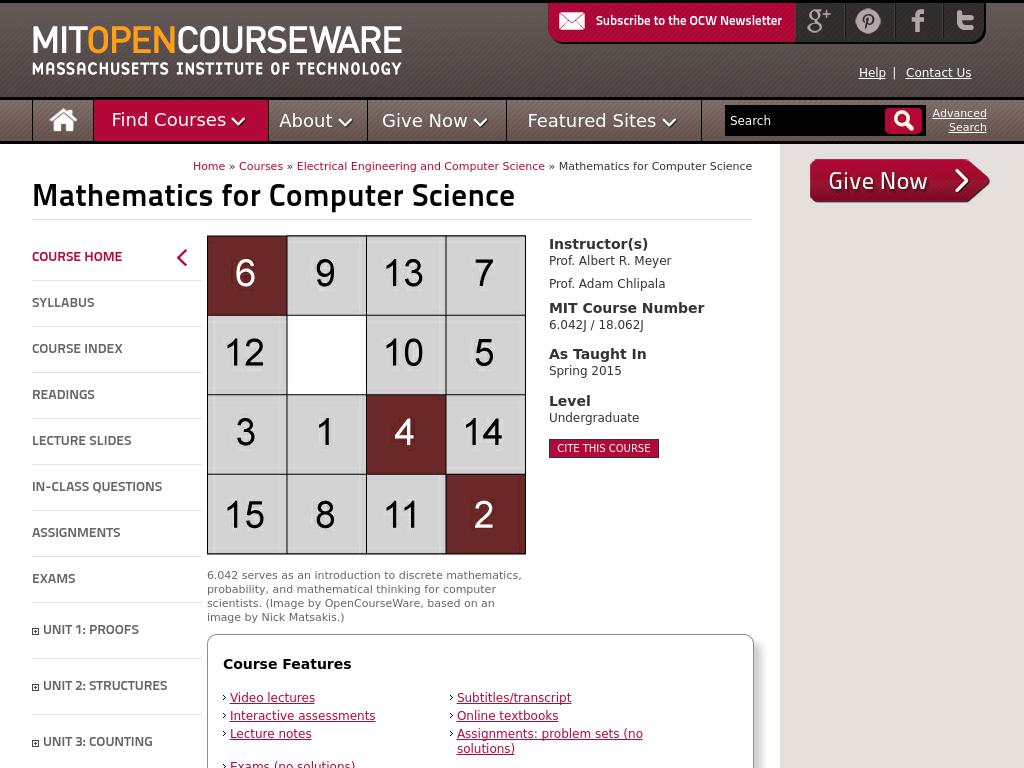 MITOPENCOURSEWARE
MASSACHUSETTS INSTITUTE OF TECHNOLOGY
Subscribe to the OCW Newsletter
Help | Contact Us
Find Courses
About
Give Now
Featured Sites
Search
Advanced
Search
Home » Courses » Electrical Engineering and Computer Science » Mathematics for Computer Science
Mathematics for Computer Science
Give Now
COURSE HOME
SYLLABUS
COURSE INDEX
READINGS
LECTURE SLIDES
IN-CLASS QUESTIONS
ASSIGNMENTS
EXAMS
UNIT 1: PROOFS
UNIT 2: STRUCTURES
UNIT 3: COUNTING
6 9 13 7
12 10 5
3 1 4 14
15 8 11 2
6.042 serves as an introduction to discrete mathematics,
probability, and mathematical thinking for computer
scientists. (Image by OpenCourseWare, based on an
image by Nick Matsakis.)
Instructor(s)
Prof. Albert R. Meyer
Prof. Adam Chlipala
MIT Course Number
6.042J / 18.062J
As Taught In
Spring 2015
Level
Undergraduate
CITE THIS COURSE
Course Features
Video lectures
Interactive assessments
Lecture notes
Exams (no solutions)
Subtitles/transcript
Online textbooks
Assignments: problem sets (no
solutions)